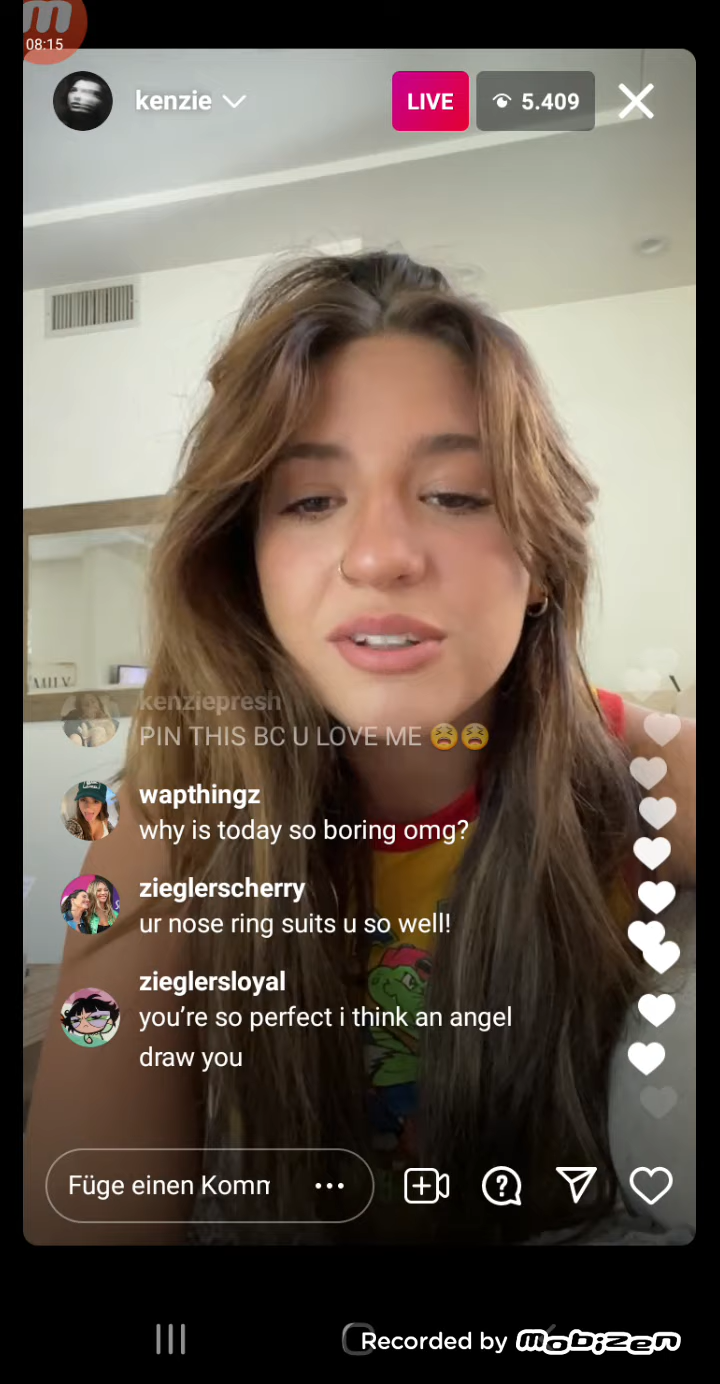 08:15
kenzie
LIVE
5.409
kenziepresh
PIN THIS BC U LOVE ME 😫😫
wapthingz
why is today so boring omg?
zieglerscherry
ur nose ring suits u so well!
zieglersloyal
you’re so perfect i think an angel
draw you
Füge einen Komm
Recorded by mobizen